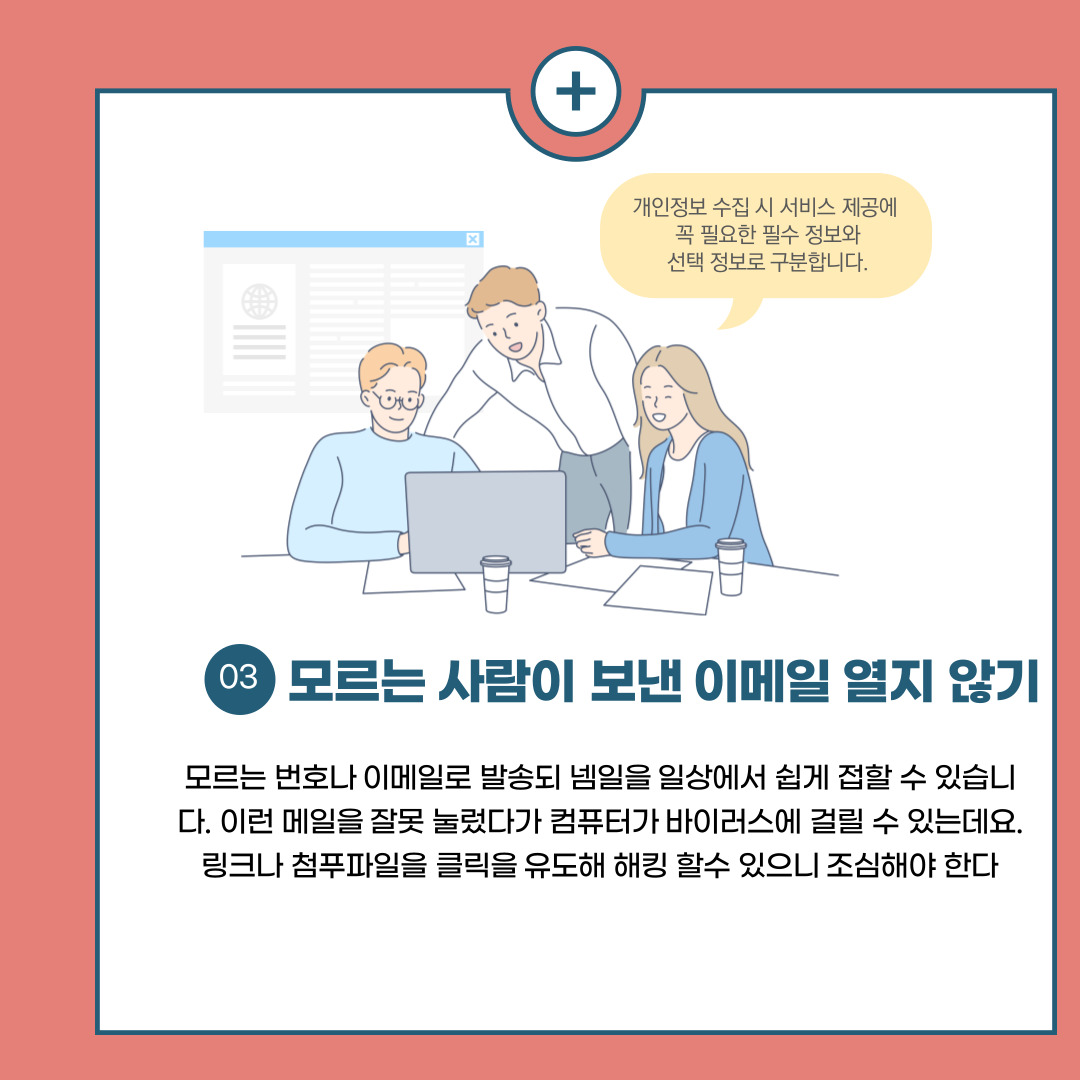 개인정보 수집 시 서비스 제공에
꼭 필요한 필수 정보와
선택 정보로 구분합니다.
03 모르는 사람이 보낸 이메일 열지 않기
모르는 번호나 이메일로 발송되 넴일을 일상에서 쉽게 접할 수 있습니
다. 이런 메일을 잘못 눌렀다가 컴퓨터가 바이러스에 걸릴 수 있는데요.
링크나 첨푸파일을 클릭을 유도해 해킹 할수 있으니 조심해야 한다